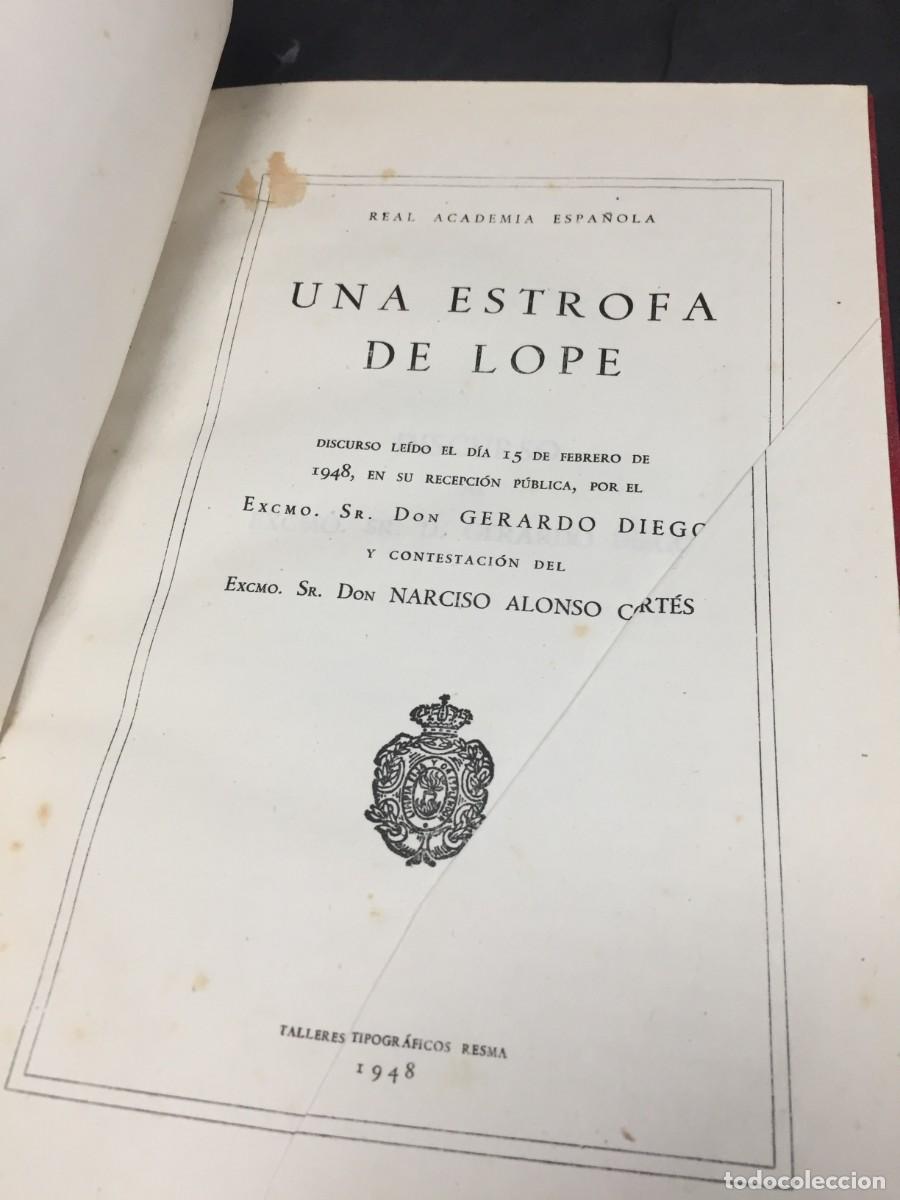 REAL ACADEMIA ESPAÑOLA
UNA ESTROFA
DE LOPE
DISCURSO LEÍDO EL DÍA 15 DE FEBRERO DE
1948, EN SU RECEPCIÓN PÚBLICA, POR EL
EXCMO. SR. DON GERARDO DIEGO
Y CONTESTACIÓN DEL
EXCMO. SR. DON NARCISO ALONSO CORTÉS
TALLERES TIPOGRÁFICOS RESMA
1948
todocoleccion